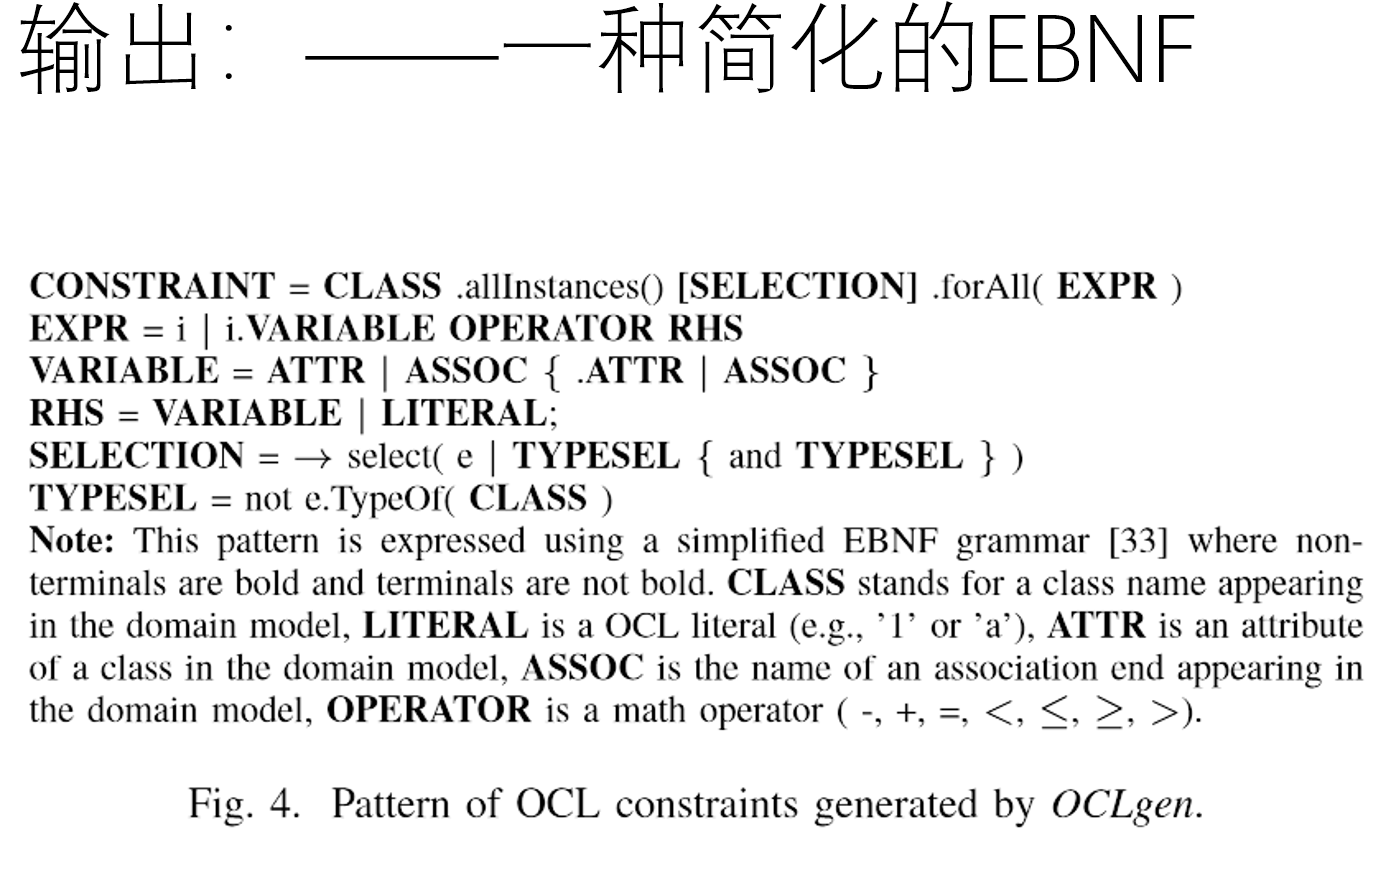 输出：——一种简化的EBNF
CONSTRAINT = CLASS .allInstances() [SELECTION] .forAll( EXPR )
EXPR = i | i.VARIABLE OPERATOR RHS
VARIABLE = ATTR | ASSOC { .ATTR | ASSOC }
RHS = VARIABLE | LITERAL;
SELECTION = → select( e | TYPESEL { and TYPESEL } )
TYPESEL = not e.TypeOf( CLASS )
Note: This pattern is expressed using a simplified EBNF grammar [33] where non-
terminals are bold and terminals are not bold. CLASS stands for a class name appearing
in the domain model, LITERAL is a OCL literal (e.g., ’1’ or ’a’), ATTR is an attribute
of a class in the domain model, ASSOC is the name of an association end appearing in
the domain model, OPERATOR is a math operator ( -, +, =, <, ≤, ≥, >).
Fig. 4. Pattern of OCL constraints generated by OCLgen.